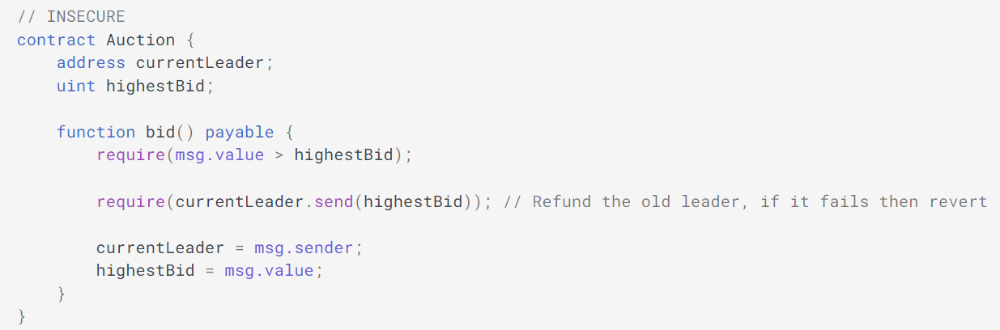 // INSECURE
contract Auction {
    address currentLeader;
    uint highestBid;

    function bid() payable {
        require(msg.value > highestBid);

        require(currentLeader.send(highestBid)); // Refund the old leader, if it fails then revert

        currentLeader = msg.sender;
        highestBid = msg.value;
    }
}